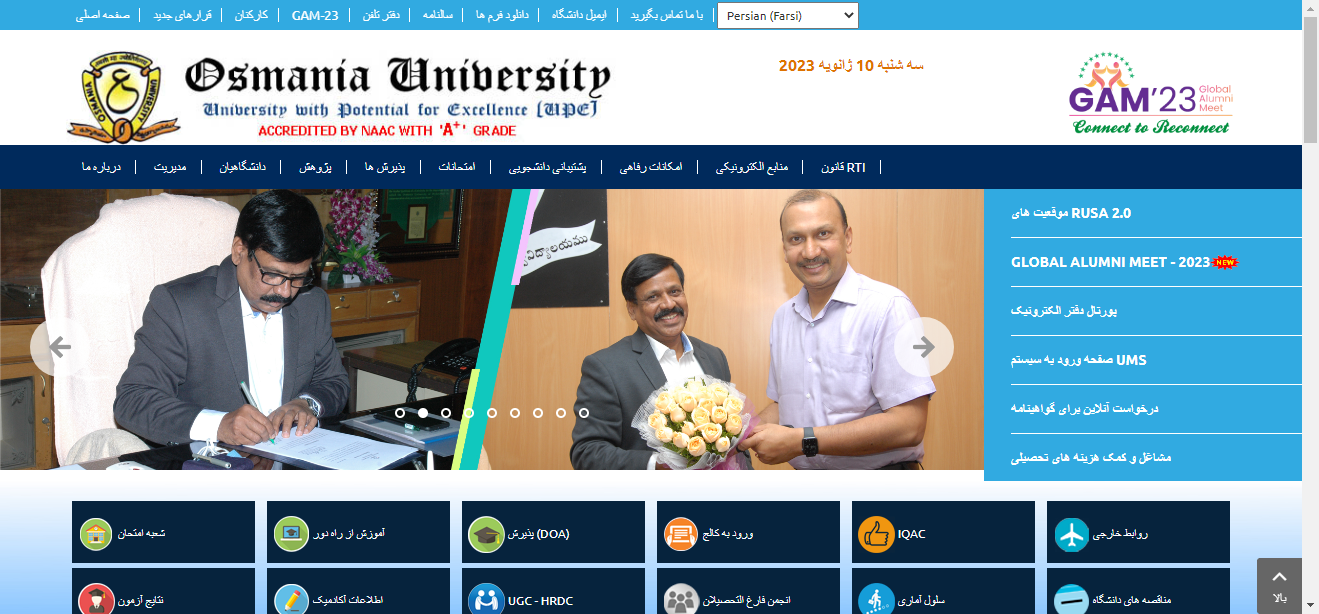 صفحه اصلی
قرارهای جدید
کارکنان
GAM-23
دفتر تلفن
سالنامه
دانلود فرم ها
ایمیل دانشگاه
با ما تماس بگیرید
Persian (Farsi)
OSMANIA UNIVERSITY
Osmania University
University with Potential for Excellence [UPE]
ACCREDITED BY NAAC WITH 'A+' GRADE
سه شنبه 10 ژانویه 2023
GAM'23 Global Alumni Meet
Connect to Reconnect
درباره ما
مدیریت
دانشگاهیان
پژوهش
پذیرش ها
امتحانات
پشتیبانی دانشجویی
امکانات رفاهی
منابع الکترونیکی
قانون RTI
موقعیت های RUSA 2.0
GLOBAL ALUMNI MEET - 2023 NEW
پورتال دفتر الکترونیک
صفحه ورود به سیستم UMS
درخواست آنلاین برای گواهینامه
مشاغل و کمک هزینه های تحصیلی
شعبه امتحان
آموزش از راه دور
پذیرش (DOA)
ورود به کالج
IQAC
روابط خارجی
نتایج آزمون
اطلاعات آکادمیک
UGC - HRDC
انجمن فارغ التحصیلان
سلول آماری
مناقصه های دانشگاه
بالا